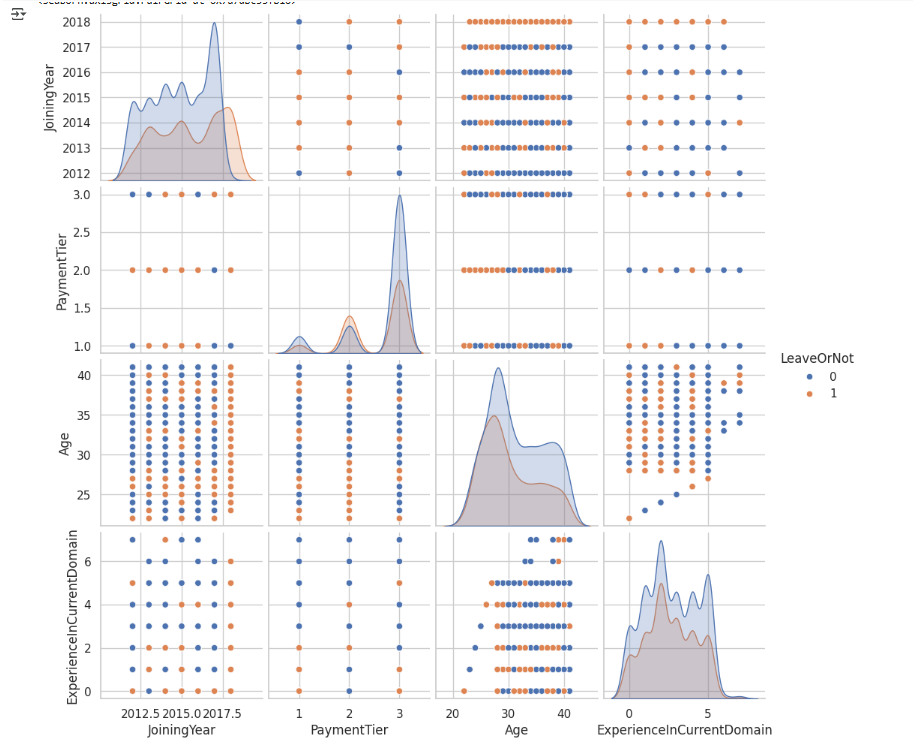 2018
2017
2016
2015
2014
2013
2012
JoiningYear
3.0
2.5
2.0
1.5
1.0
PaymentTier
40
35
30
25
Age
6
4
2
0
ExperienceInCurrentDomain
2012.5 2015.0 2017.5
JoiningYear
1 2 3
PaymentTier
20 30 40
Age
0 5
ExperienceInCurrentDomain
LeaveOrNot
0
1